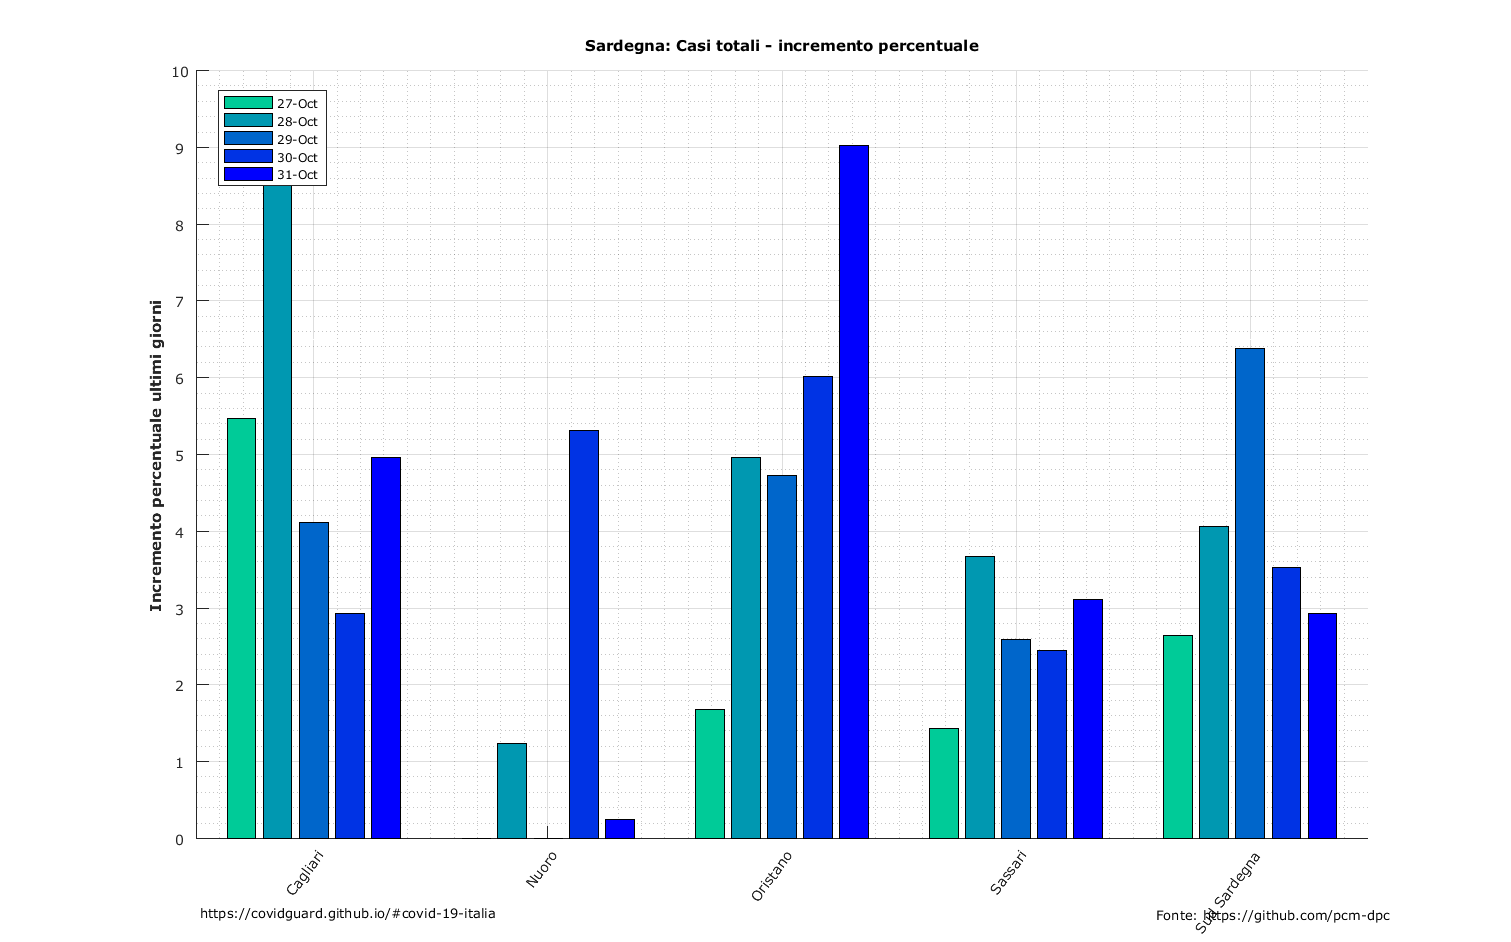 Sardegna: Casi totali - incremento percentuale
Incremento percentuale ultimi giorni
10
9
8
7
6
5
4
3
2
1
0
27-Oct
28-Oct
29-Oct
30-Oct
31-Oct
Cagliari
Nuoro
Oristano
Sassari
Sud Sardegna
https://covidguard.github.io/#covid-19-italia
Fonte: https://github.com/pcm-dpc